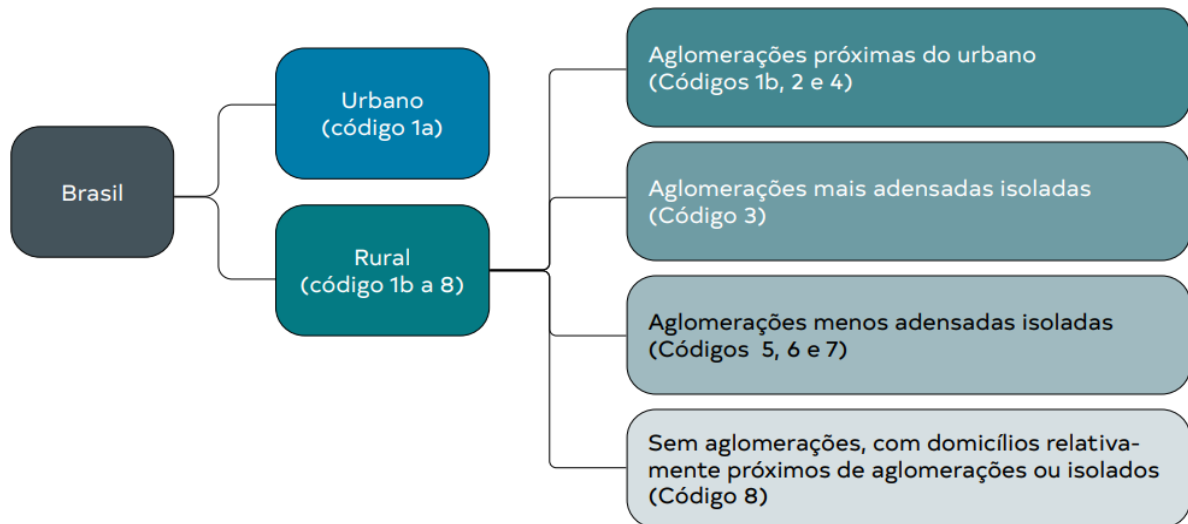 Brasil
Urbano
(código 1a)
Rural
(código 1b a 8)
Aglomerações próximas do urbano
(Códigos 1b, 2 e 4)
Aglomerações mais adensadas isoladas
(Código 3)
Aglomerações menos adensadas isoladas
(Códigos 5, 6 e 7)
Sem aglomerações, com domicílios relativa-
mente próximos de aglomerações ou isolados
(Código 8)